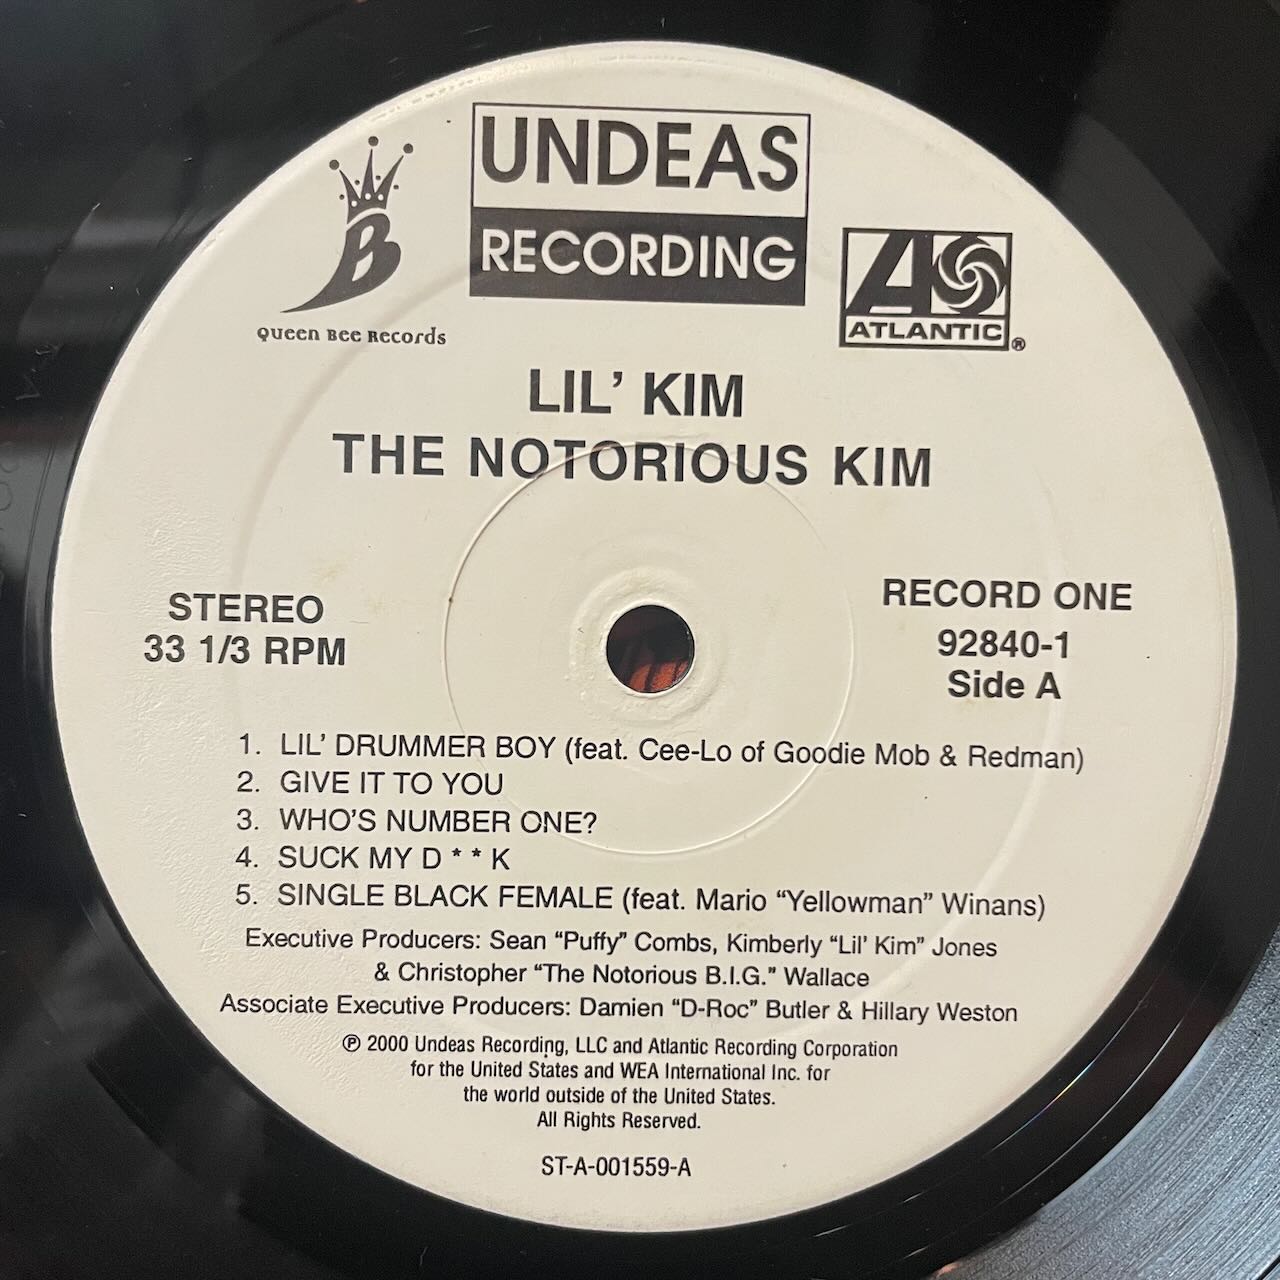 UNDEAS
RECORDING
Queen Bee Records
B
A
ATLANTIC®
LIL' KIM
THE NOTORIOUS KIM
STEREO
33 1/3 RPM
RECORD ONE
92840-1
Side A
1. LIL' DRUMMER BOY (feat. Cee-Lo of Goodie Mob & Redman)
2. GIVE IT TO YOU
3. WHO'S NUMBER ONE?
4. SUCK MY D * * K
5. SINGLE BLACK FEMALE (feat. Mario "Yellowman" Winans)
Executive Producers: Sean "Puffy" Combs, Kimberly "Lil' Kim" Jones
& Christopher "The Notorious B.I.G." Wallace
Associate Executive Producers: Damien "D-Roc" Butler & Hillary Weston
℗ 2000 Undeas Recording, LLC and Atlantic Recording Corporation
for the United States and WEA International Inc. for
the world outside of the United States.
All Rights Reserved.
ST-A-001559-A